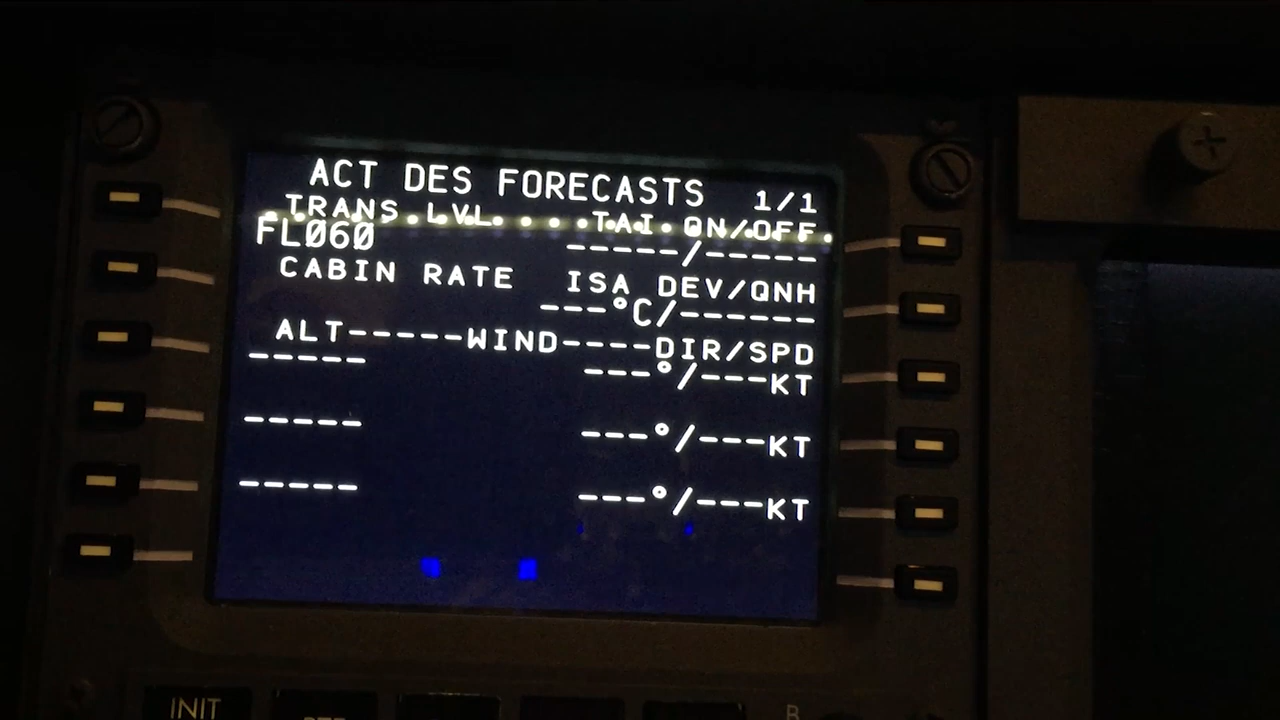 ACT DES FORECASTS 1/1
TRANS LVL TAI ON/OFF
FL060 -----/-----
CABIN RATE ISA DEV/QNH
---°C/------
ALT-----WIND----DIR/SPD
----- ---°/---KT
----- ---°/---KT
----- ---°/---KT
INIT
B